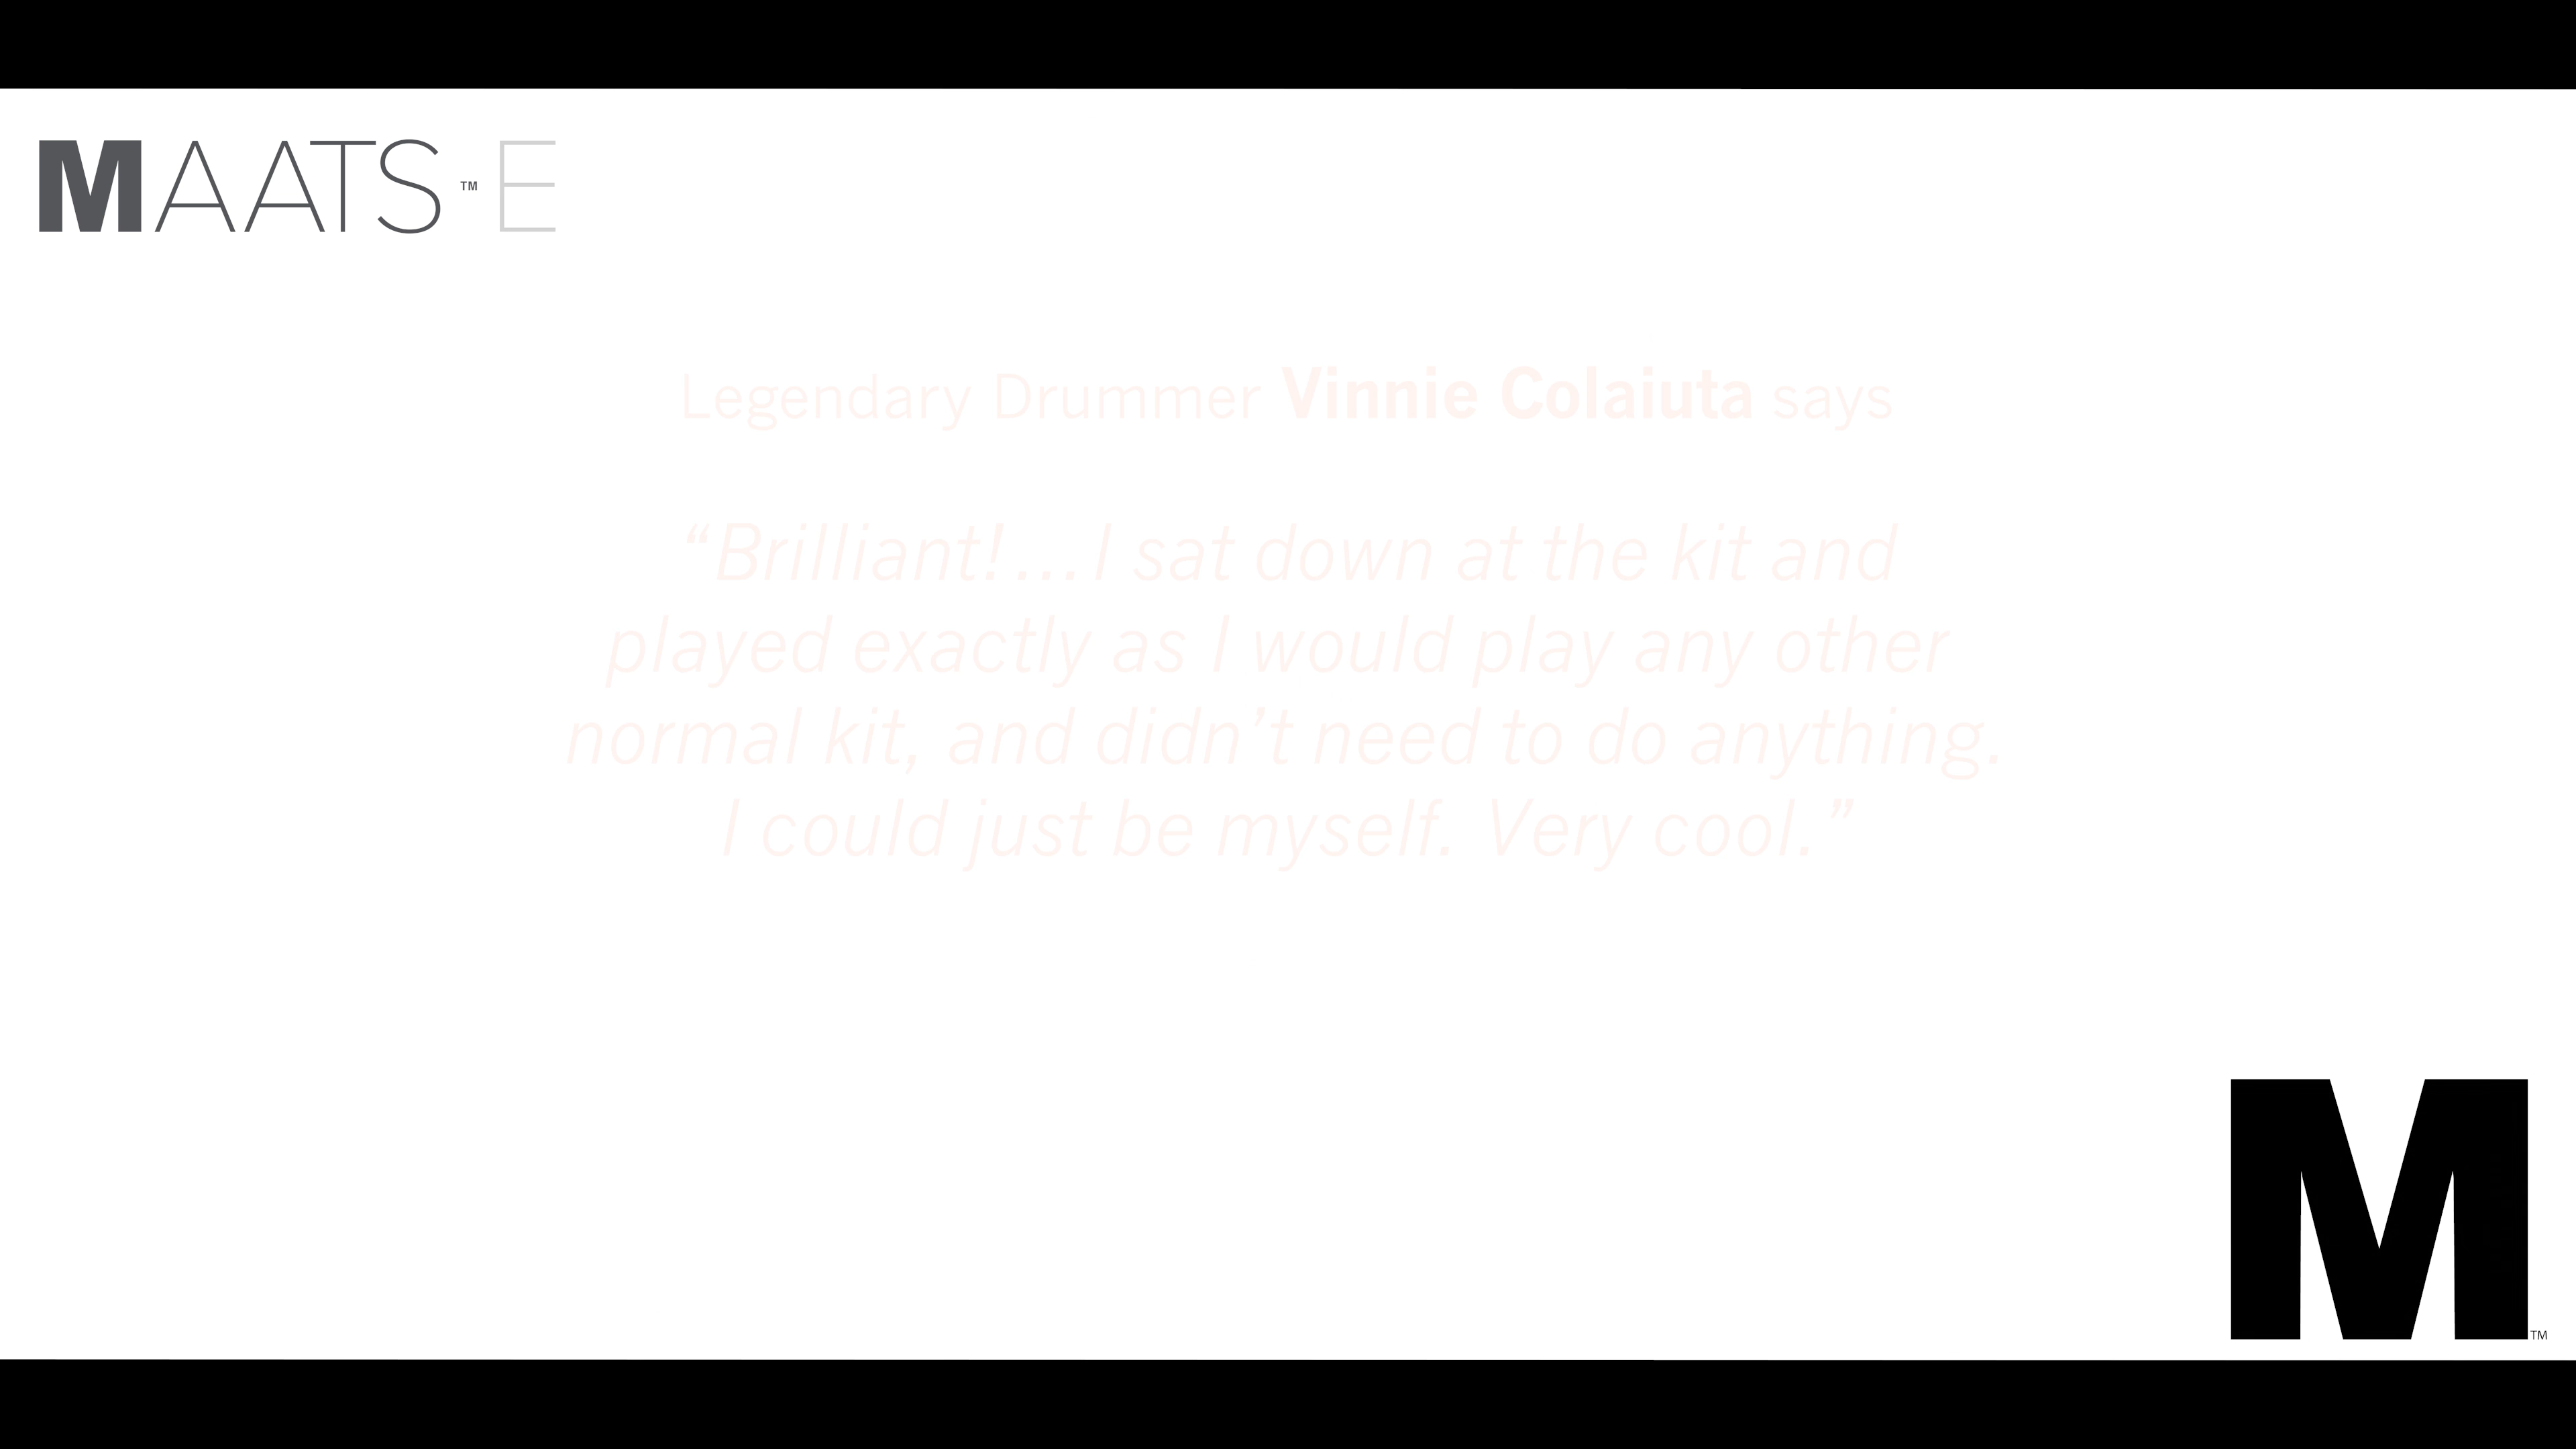 MAATS™-E
Legendary Drummer Vinnie Colaiuta says
“Brilliant!...I sat down at the kit and
played exactly as I would play any other
normal kit, and didn’t need to do anything.
I could just be myself. Very cool.”
M™